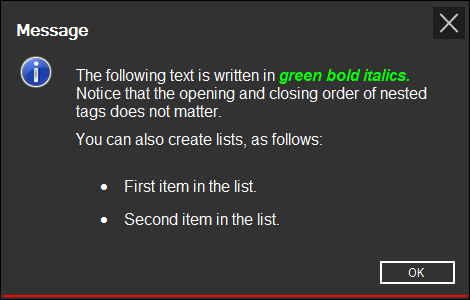 Message
The following text is written in green bold italics.
Notice that the opening and closing order of nested
tags does not matter.
You can also create lists, as follows:
• First item in the list.
• Second item in the list.
OK